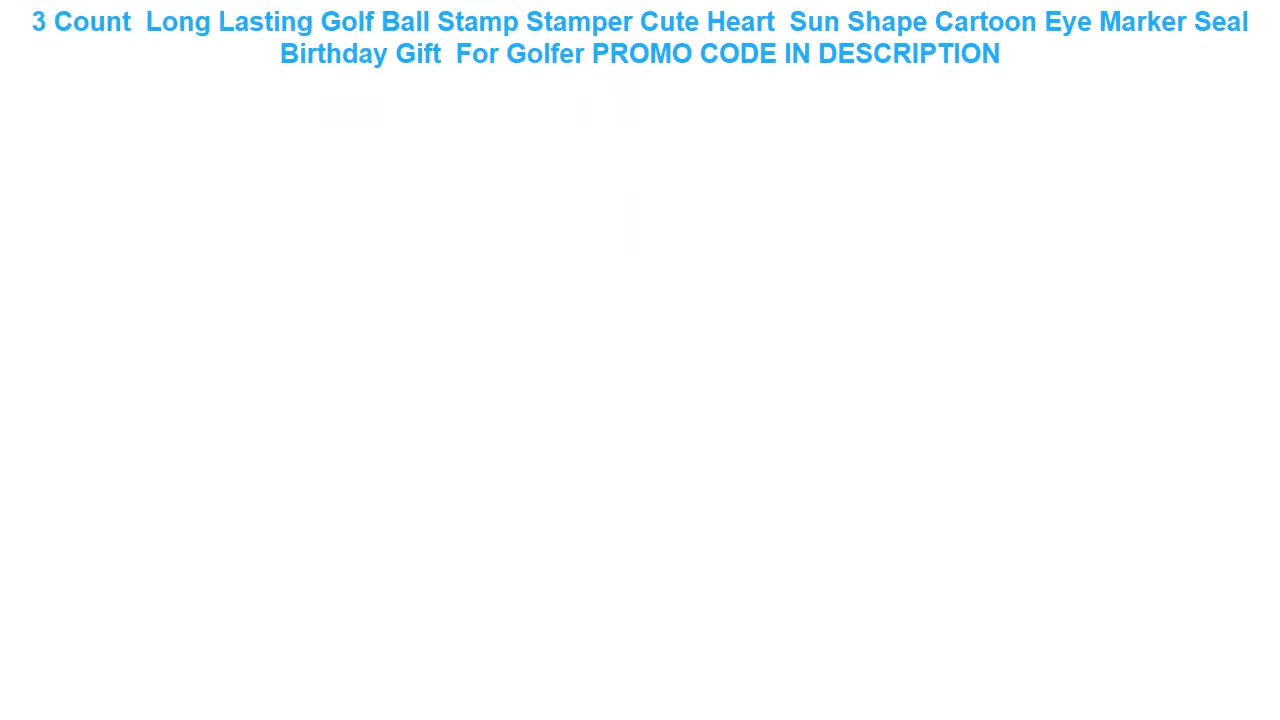 3 Count  Long Lasting Golf Ball Stamp Stamper Cute Heart  Sun Shape Cartoon Eye Marker Seal
Birthday Gift  For Golfer PROMO CODE IN DESCRIPTION